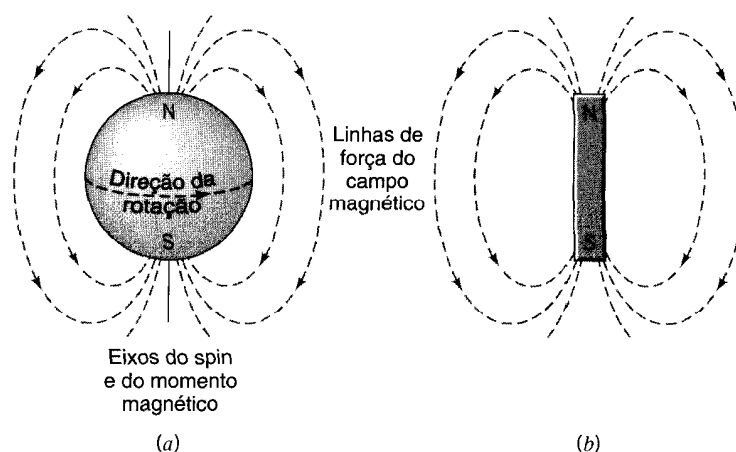 N
Direção da
rotação
S
Eixos do spin
e do momento
magnético
(a)
Linhas de
força do
campo
magnético
N
S
(b)